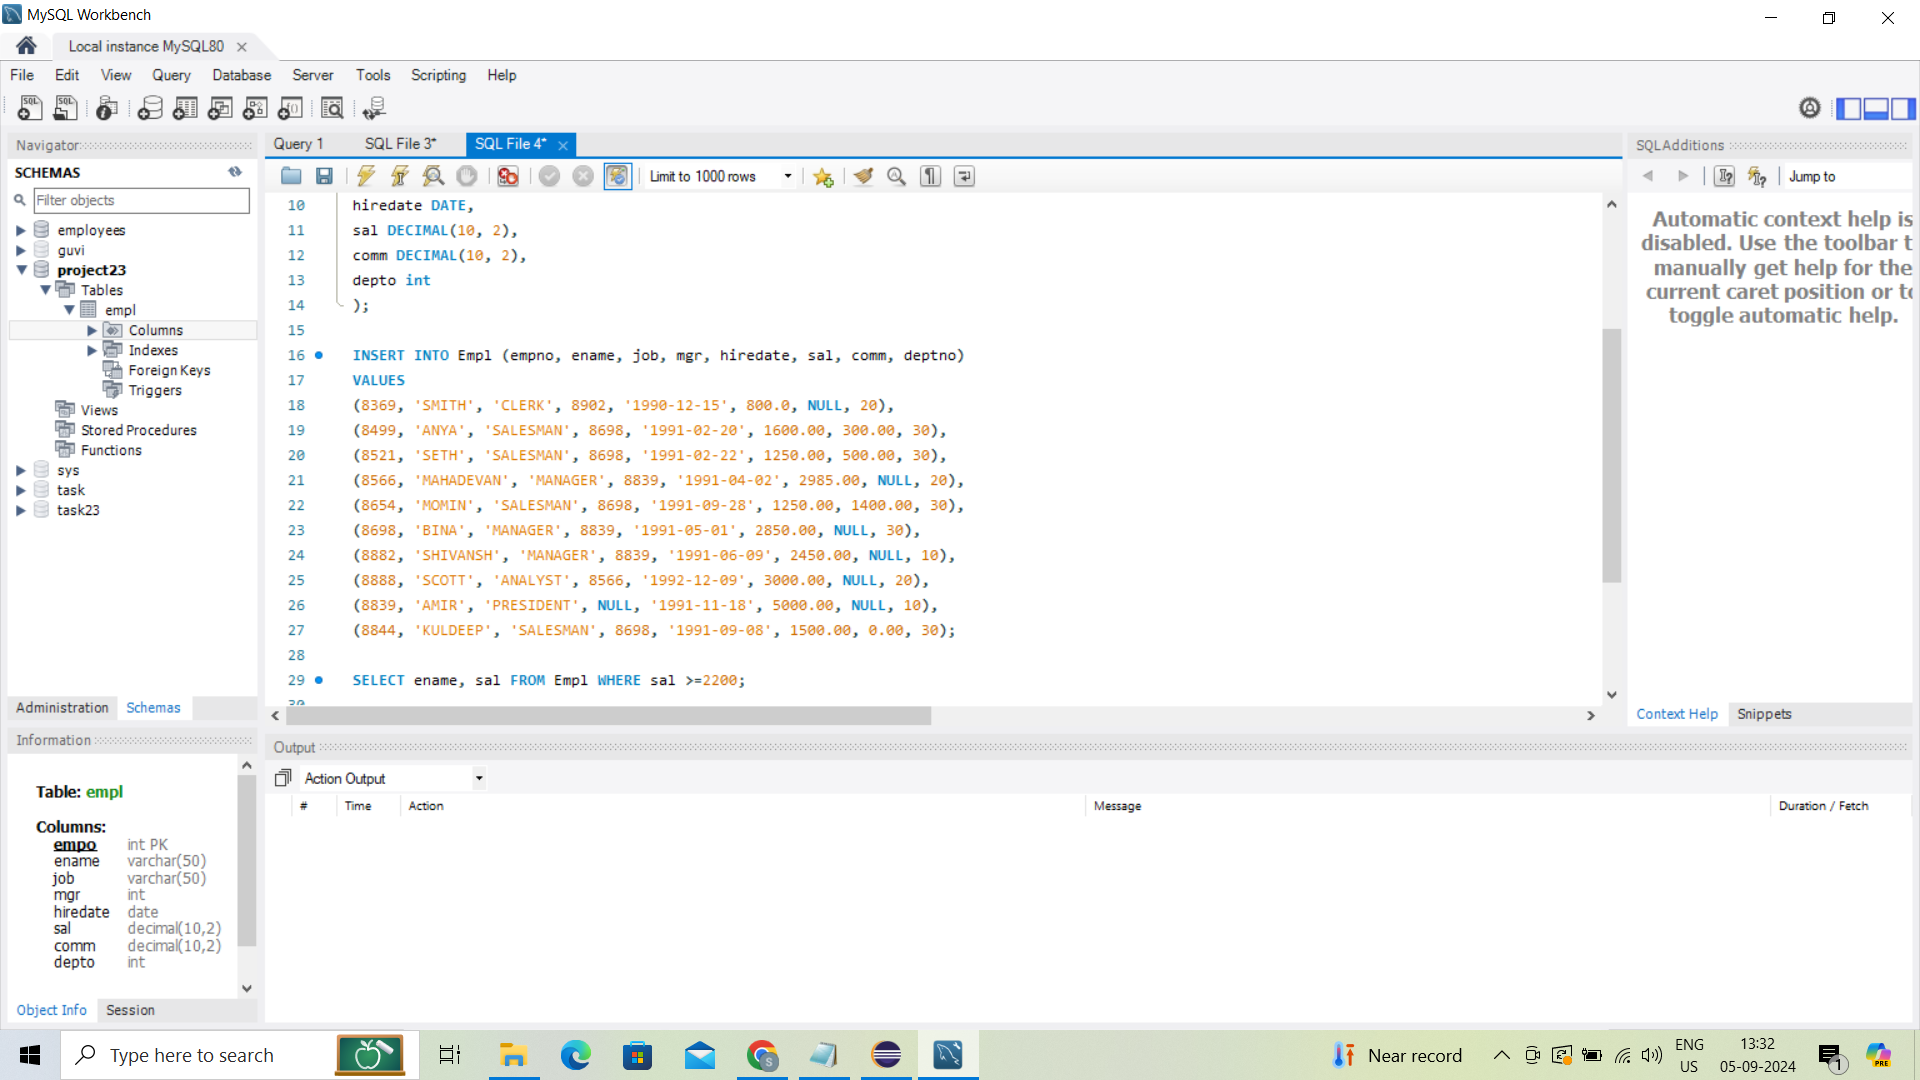 MySQL Workbench
Local instance MySQL80
File Edit View Query Database Server Tools Scripting Help
Navigator
SCHEMAS
Filter objects
employees
guvi
project23
Tables
empl
Columns
Indexes
Foreign Keys
Triggers
Views
Stored Procedures
Functions
sys
task
task23
Administration Schemas
Information
Table: empl
Columns:
empo int PK
ename varchar(50)
job varchar(50)
mgr int
hiredate date
sal decimal(10,2)
comm decimal(10,2)
depto int
Object Info Session
Query 1 SQL File 3* SQL File 4*
Limit to 1000 rows
10 hiredate DATE,
11 sal DECIMAL(10, 2),
12 comm DECIMAL(10, 2),
13 depto int
14 );
15
16 INSERT INTO Empl (empno, ename, job, mgr, hiredate, sal, comm, deptno)
17 VALUES
18 (8369, 'SMITH', 'CLERK', 8902, '1990-12-15', 800.0, NULL, 20),
19 (8499, 'ANYA', 'SALESMAN', 8698, '1991-02-20', 1600.00, 300.00, 30),
20 (8521, 'SETH', 'SALESMAN', 8698, '1991-02-22', 1250.00, 500.00, 30),
21 (8566, 'MAHADEVAN', 'MANAGER', 8839, '1991-04-02', 2985.00, NULL, 20),
22 (8654, 'MOMIN', 'SALESMAN', 8698, '1991-09-28', 1250.00, 1400.00, 30),
23 (8698, 'BINA', 'MANAGER', 8839, '1991-05-01', 2850.00, NULL, 30),
24 (8882, 'SHIVANSH', 'MANAGER', 8839, '1991-06-09', 2450.00, NULL, 10),
25 (8888, 'SCOTT', 'ANALYST', 8566, '1992-12-09', 3000.00, NULL, 20),
26 (8839, 'AMIR', 'PRESIDENT', NULL, '1991-11-18', 5000.00, NULL, 10),
27 (8844, 'KULDEEP', 'SALESMAN', 8698, '1991-09-08', 1500.00, 0.00, 30);
28
29 SELECT ename, sal FROM Empl WHERE sal >=2200;
30
SQLAdditions
Jump to
Automatic context help is
disabled. Use the toolbar t
manually get help for the
current caret position or to
toggle automatic help.
Context Help Snippets
Output
Action Output
# Time Action Message Duration / Fetch
Type here to search
Near record
ENG
US
13:32
05-09-2024
1
PRE